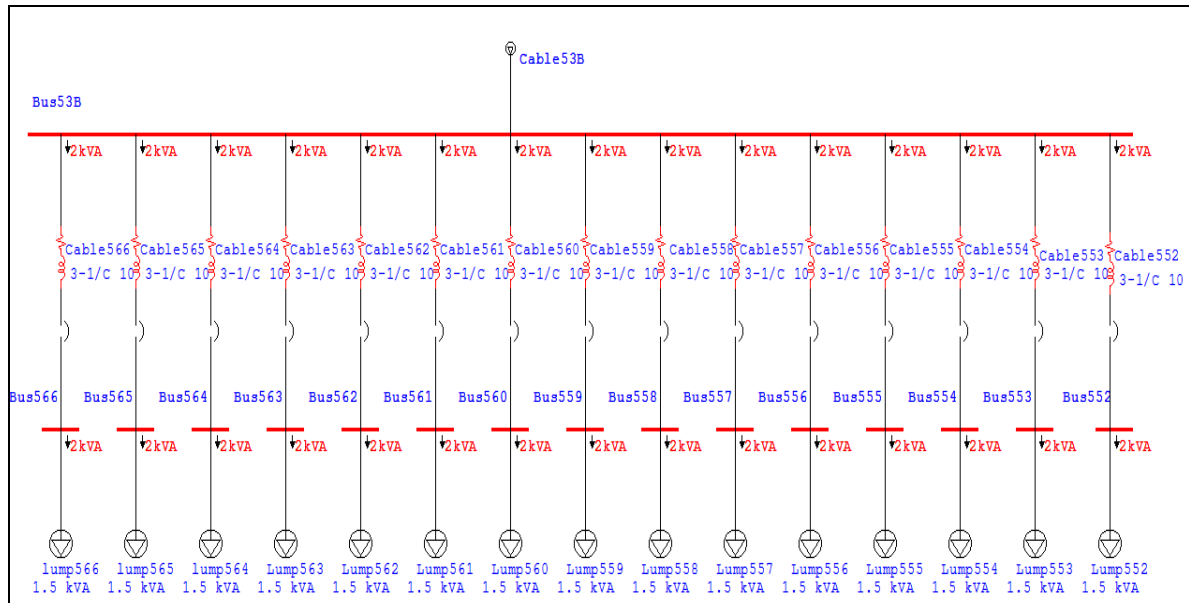 Cable53B
Bus53B
2kVA 2kVA 2kVA 2kVA 2kVA 2kVA 2kVA 2kVA 2kVA 2kVA 2kVA 2kVA 2kVA 2kVA 2kVA
Cable566 Cable565 Cable564 Cable563 Cable562 Cable561 Cable560 Cable559 Cable558 Cable557 Cable556 Cable555 Cable554 Cable553 Cable552
3-1/C 10 3-1/C 10 3-1/C 10 3-1/C 10 3-1/C 10 3-1/C 10 3-1/C 10 3-1/C 10 3-1/C 10 3-1/C 10 3-1/C 10 3-1/C 10 3-1/C 10 3-1/C 10 3-1/C 10
Bus566 Bus565 Bus564 Bus563 Bus562 Bus561 Bus560 Bus559 Bus558 Bus557 Bus556 Bus555 Bus554 Bus553 Bus552
2kVA 2kVA 2kVA 2kVA 2kVA 2kVA 2kVA 2kVA 2kVA 2kVA 2kVA 2kVA 2kVA 2kVA 2kVA
lump566 lump565 lump564 Lump563 Lump562 Lump561 Lump560 Lump559 Lump558 Lump557 Lump556 Lump555 Lump554 Lump553 Lump552
1.5 kVA 1.5 kVA 1.5 kVA 1.5 kVA 1.5 kVA 1.5 kVA 1.5 kVA 1.5 kVA 1.5 kVA 1.5 kVA 1.5 kVA 1.5 kVA 1.5 kVA 1.5 kVA 1.5 kVA